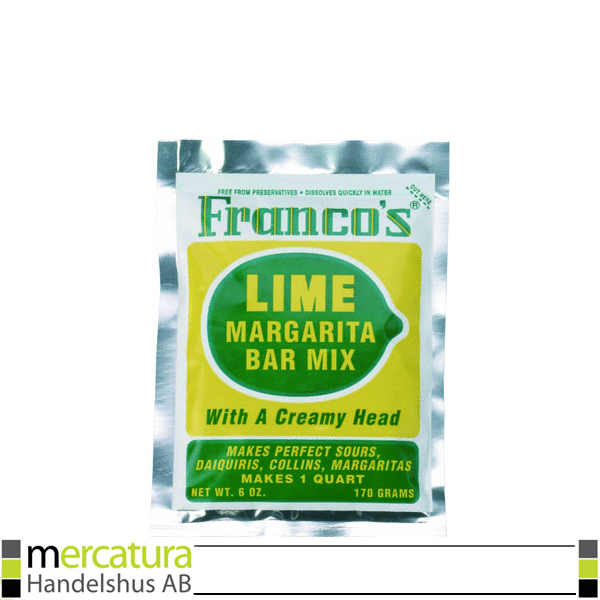 FREE FROM PRESERVATIVES • DISSOLVES QUICKLY IN WATER
CUT HERE
Franco's®
LIME
MARGARITA
BAR MIX
With A Creamy Head
MAKES PERFECT SOURS,
DAIQUIRIS, COLLINS, MARGARITAS
MAKES 1 QUART
NET WT. 6 OZ. 170 GRAMS
mercatura
Handelshus AB